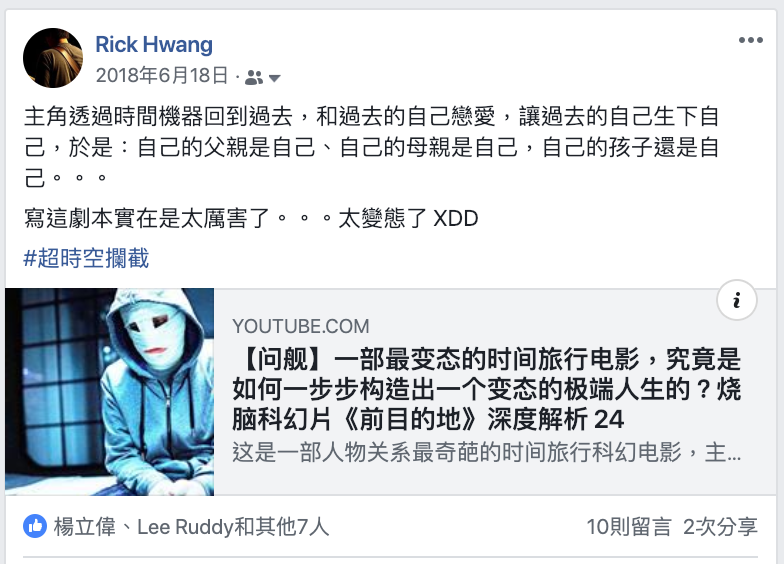 Rick Hwang
2018年6月18日 ·
主角透過時間機器回到過去，和過去的自己戀愛，讓過去的自己生下自
己，於是：自己的父親是自己、自己的母親是自己，自己的孩子還是自
己。。。
寫這劇本實在是太厲害了。。。太變態了 XDD
#超時空攔截
YOUTUBE.COM
【问舰】一部最变态的时间旅行电影，究竟是
如何一步步构造出一个变态的极端人生的？烧
脑科幻片《前目的地》深度解析 24
这是一部人物关系最奇葩的时间旅行科幻电影，主...
楊立偉、Lee Ruddy和其他7人
10則留言 2次分享